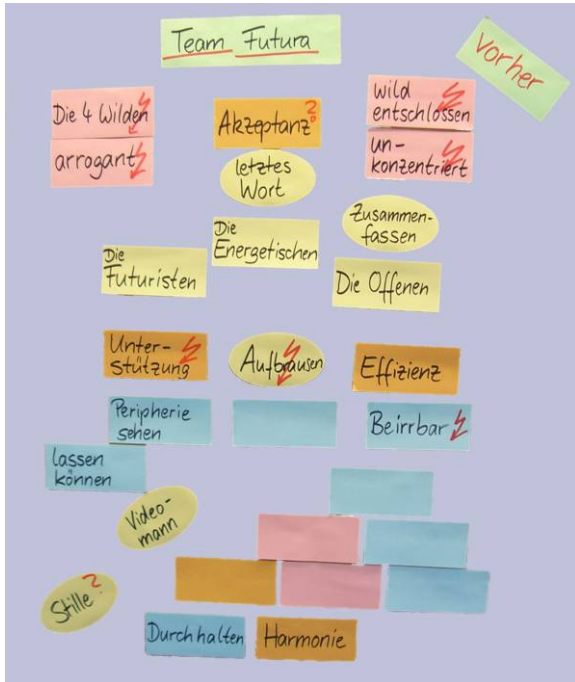 Team Futura
vorher
Die 4 Wilden
arrogant
Akzeptanz?
letztes
Wort
wild
entschlossen
un-
konzentriert
Zusammen-
fassen
Die
Energetischen
Die
Futuristen
Die Offenen
Unter-
stützung
Aufbrausen
Effizienz
Peripherie
sehen
Beirrbar
lassen
können
Video-
mann
Stille?
Durchhalten
Harmonie